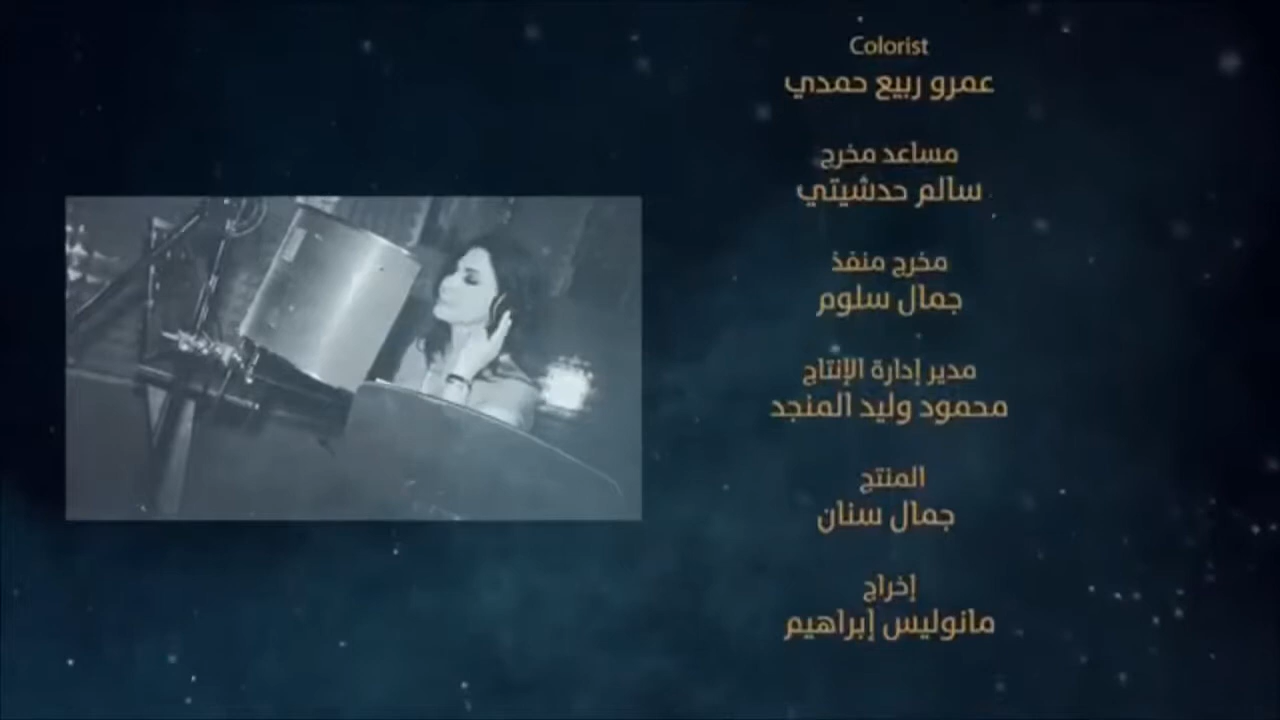 Colorist
عمرو ربيع حمدي
مساعد مخرج
سالم حدشيتي
مخرج منفذ
جمال سلوم
مدير إدارة الإنتاج
محمود وليد المنجد
المنتج
جمال سنان
إخراج
مانوليس إبراهيم